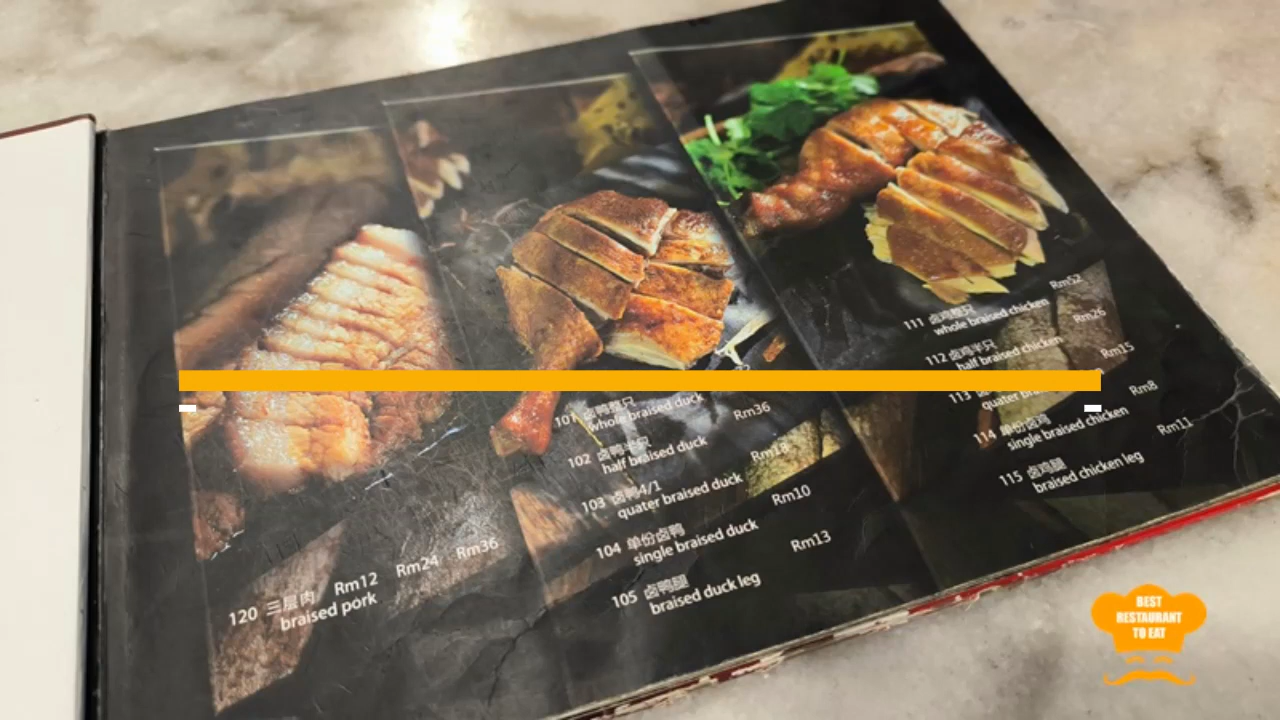 120 三层肉 Rm12 Rm24 Rm36
braised pork
101 卤鸭整只
whole braised duck
102 卤鸭半只 Rm36
half braised duck
103 卤鸭4/1 Rm18
quater braised duck
104 单份卤鸭 Rm10
single braised duck
105 卤鸭腿 Rm13
braised duck leg
111 卤鸡整只 Rm52
whole braised chicken
112 卤鸡半只 Rm26
half braised chicken
113 Rm15
quater
114 单份卤鸡 Rm8
single braised chicken
115 卤鸡腿 Rm11
braised chicken leg
BEST
RESTAURANT
TO EAT